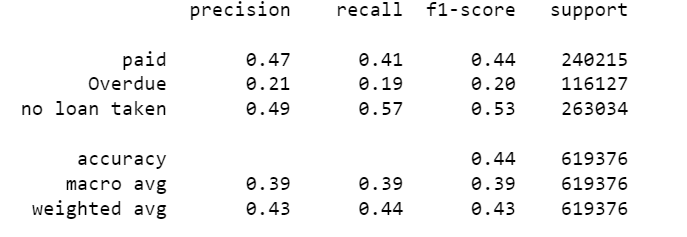 precision recall f1-score support
paid 0.47 0.41 0.44 240215
Overdue 0.21 0.19 0.20 116127
no loan taken 0.49 0.57 0.53 263034
accuracy 0.44 619376
macro avg 0.39 0.39 0.39 619376
weighted avg 0.43 0.44 0.43 619376